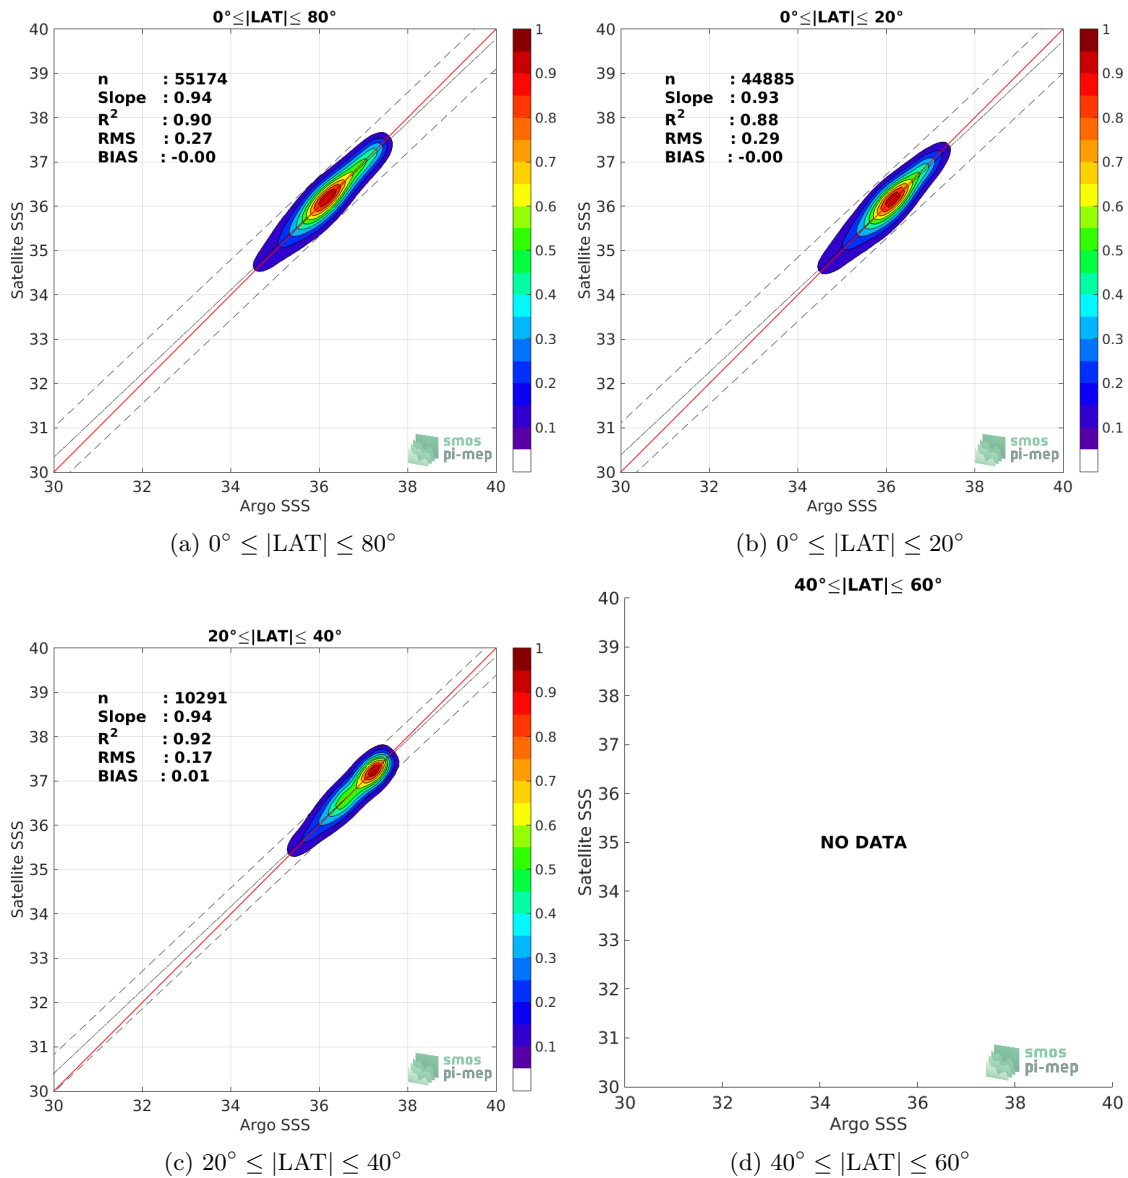 0°≤|LAT|≤ 80°
40
39
38
37
36
35
34
33
32
31
30
Satellite SSS
n : 55174
Slope : 0.94
R² : 0.90
RMS : 0.27
BIAS : -0.00
smos
pi-mep
30 32 34 36 38 40
Argo SSS
1
0.9
0.8
0.7
0.6
0.5
0.4
0.3
0.2
0.1
(a) 0° ≤ |LAT| ≤ 80°
0°≤|LAT|≤ 20°
40
39
38
37
36
35
34
33
32
31
30
Satellite SSS
n : 44885
Slope : 0.93
R² : 0.88
RMS : 0.29
BIAS : -0.00
smos
pi-mep
30 32 34 36 38 40
Argo SSS
1
0.9
0.8
0.7
0.6
0.5
0.4
0.3
0.2
0.1
(b) 0° ≤ |LAT| ≤ 20°
20°≤|LAT|≤ 40°
40
39
38
37
36
35
34
33
32
31
30
Satellite SSS
n : 10291
Slope : 0.94
R² : 0.92
RMS : 0.17
BIAS : 0.01
smos
pi-mep
30 32 34 36 38 40
Argo SSS
1
0.9
0.8
0.7
0.6
0.5
0.4
0.3
0.2
0.1
(c) 20° ≤ |LAT| ≤ 40°
40°≤|LAT|≤ 60°
40
39
38
37
36
35
34
33
32
31
30
Satellite SSS
NO DATA
smos
pi-mep
30 32 34 36 38 40
Argo SSS
(d) 40° ≤ |LAT| ≤ 60°